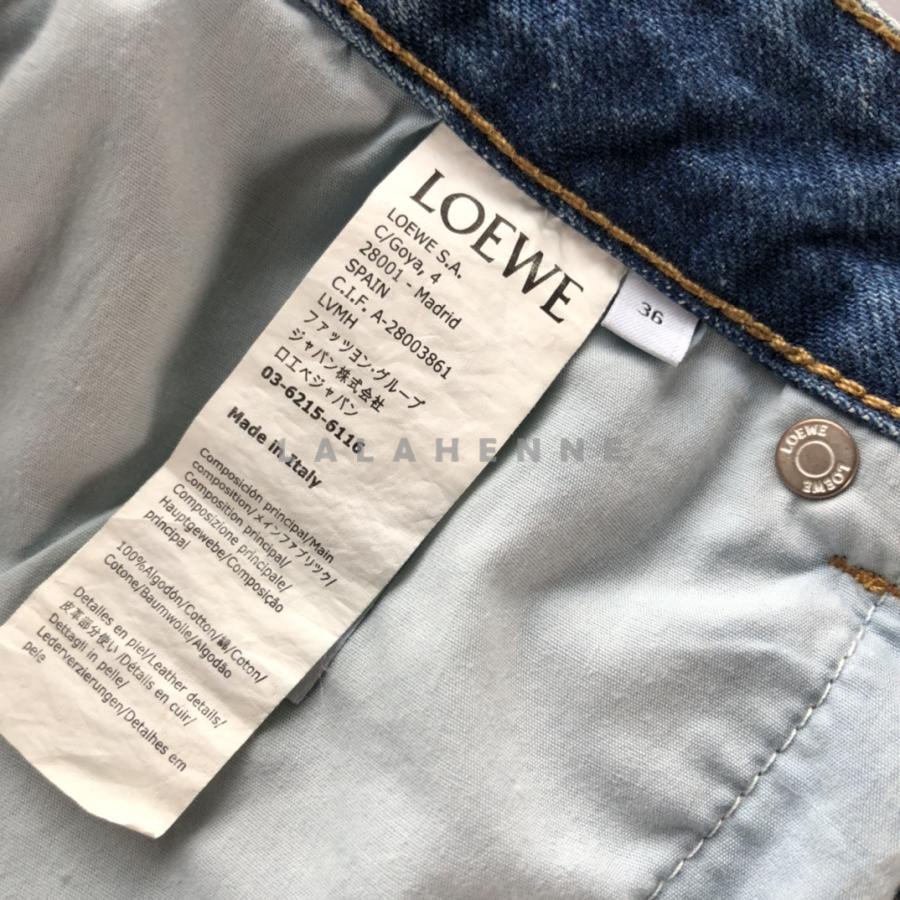 LOEWE
LOEWE S.A.
C/Goya, 4
28001 - Madrid
SPAIN
C.I.F. A-28003861
LVMH
ファッツヨン・グループ
ジャパン株式会社
ロエベジャパン
03-6215-6116
Made in Italy
Composición principal/Main
composition/メインファブリック/
Composition principal/
Composizione principale/
Hauptgewebe/Composição
principal
100%Algodón/Cotton/綿/Coton/
Cotone/Baumwolle/Algodão
Detalles en piel/Leather details/
皮革部分使い/Détails en cuir/
Dettagli in pelle/
Lederverzierungen/Detalhes em
pele
36
LOEWE
LOEWE
LALAHENNE